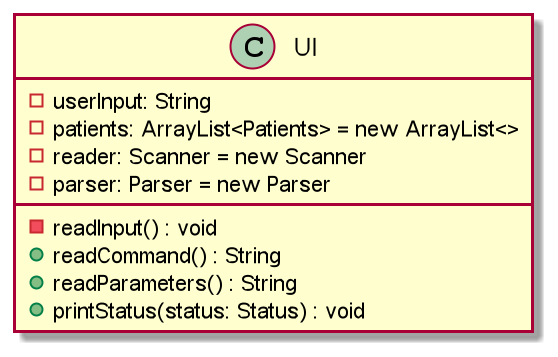 C UI
userInput: String
patients: ArrayList<Patients> = new ArrayList<>
reader: Scanner = new Scanner
parser: Parser = new Parser
readInput() : void
readCommand() : String
readParameters() : String
printStatus(status: Status) : void